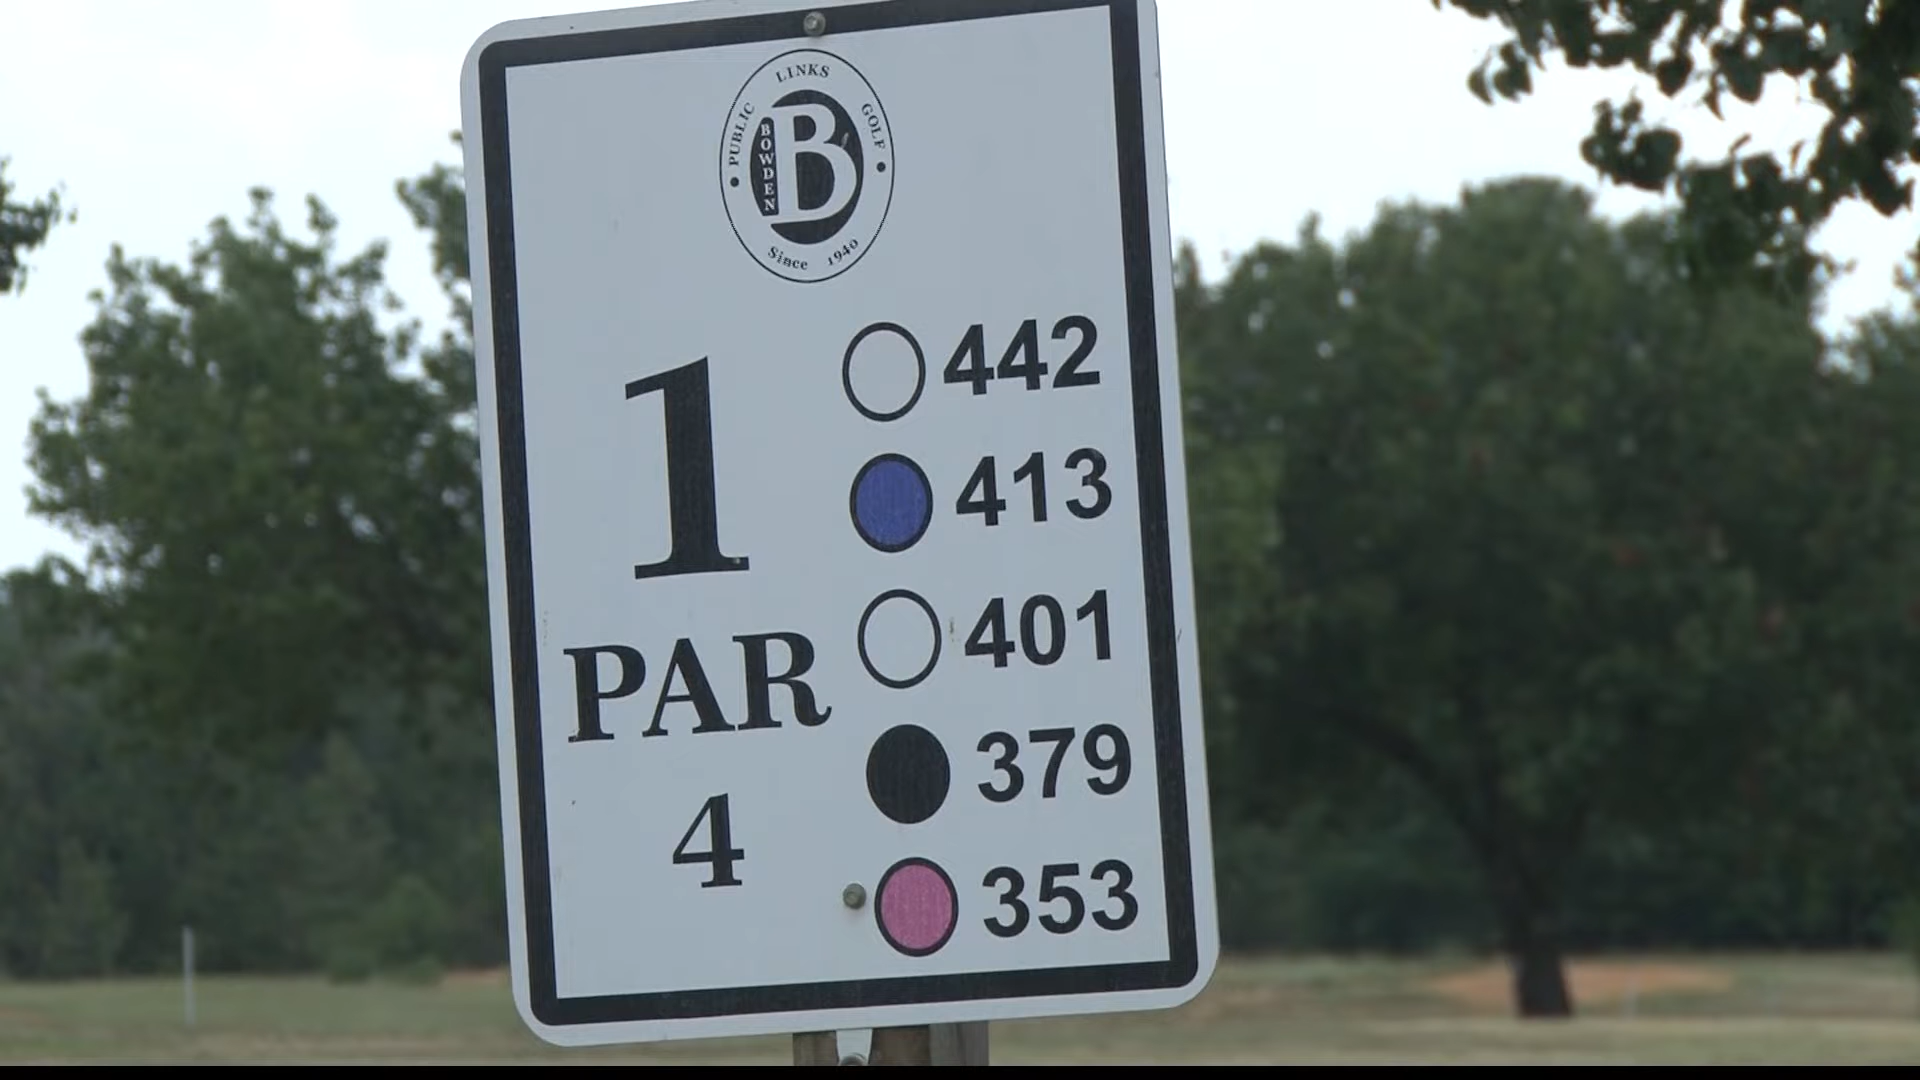 PUBLIC LINKS GOLF
BOWDEN
B
Since 1940
1
PAR
4
442
413
401
379
353